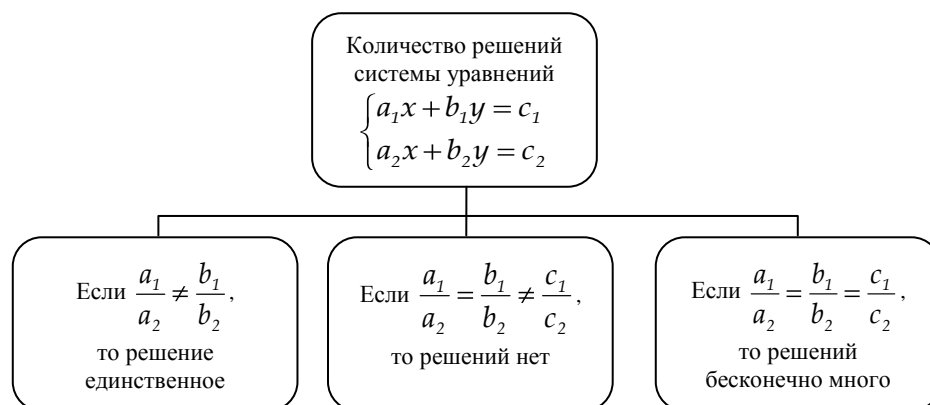 Количество решений
системы уравнений
a₁x + b₁y = c₁
a₂x + b₂y = c₂
Если a₁/a₂ ≠ b₁/b₂,
то решение
единственное
Если a₁/a₂ = b₁/b₂ ≠ c₁/c₂,
то решений нет
Если a₁/a₂ = b₁/b₂ = c₁/c₂,
то решений
бесконечно много